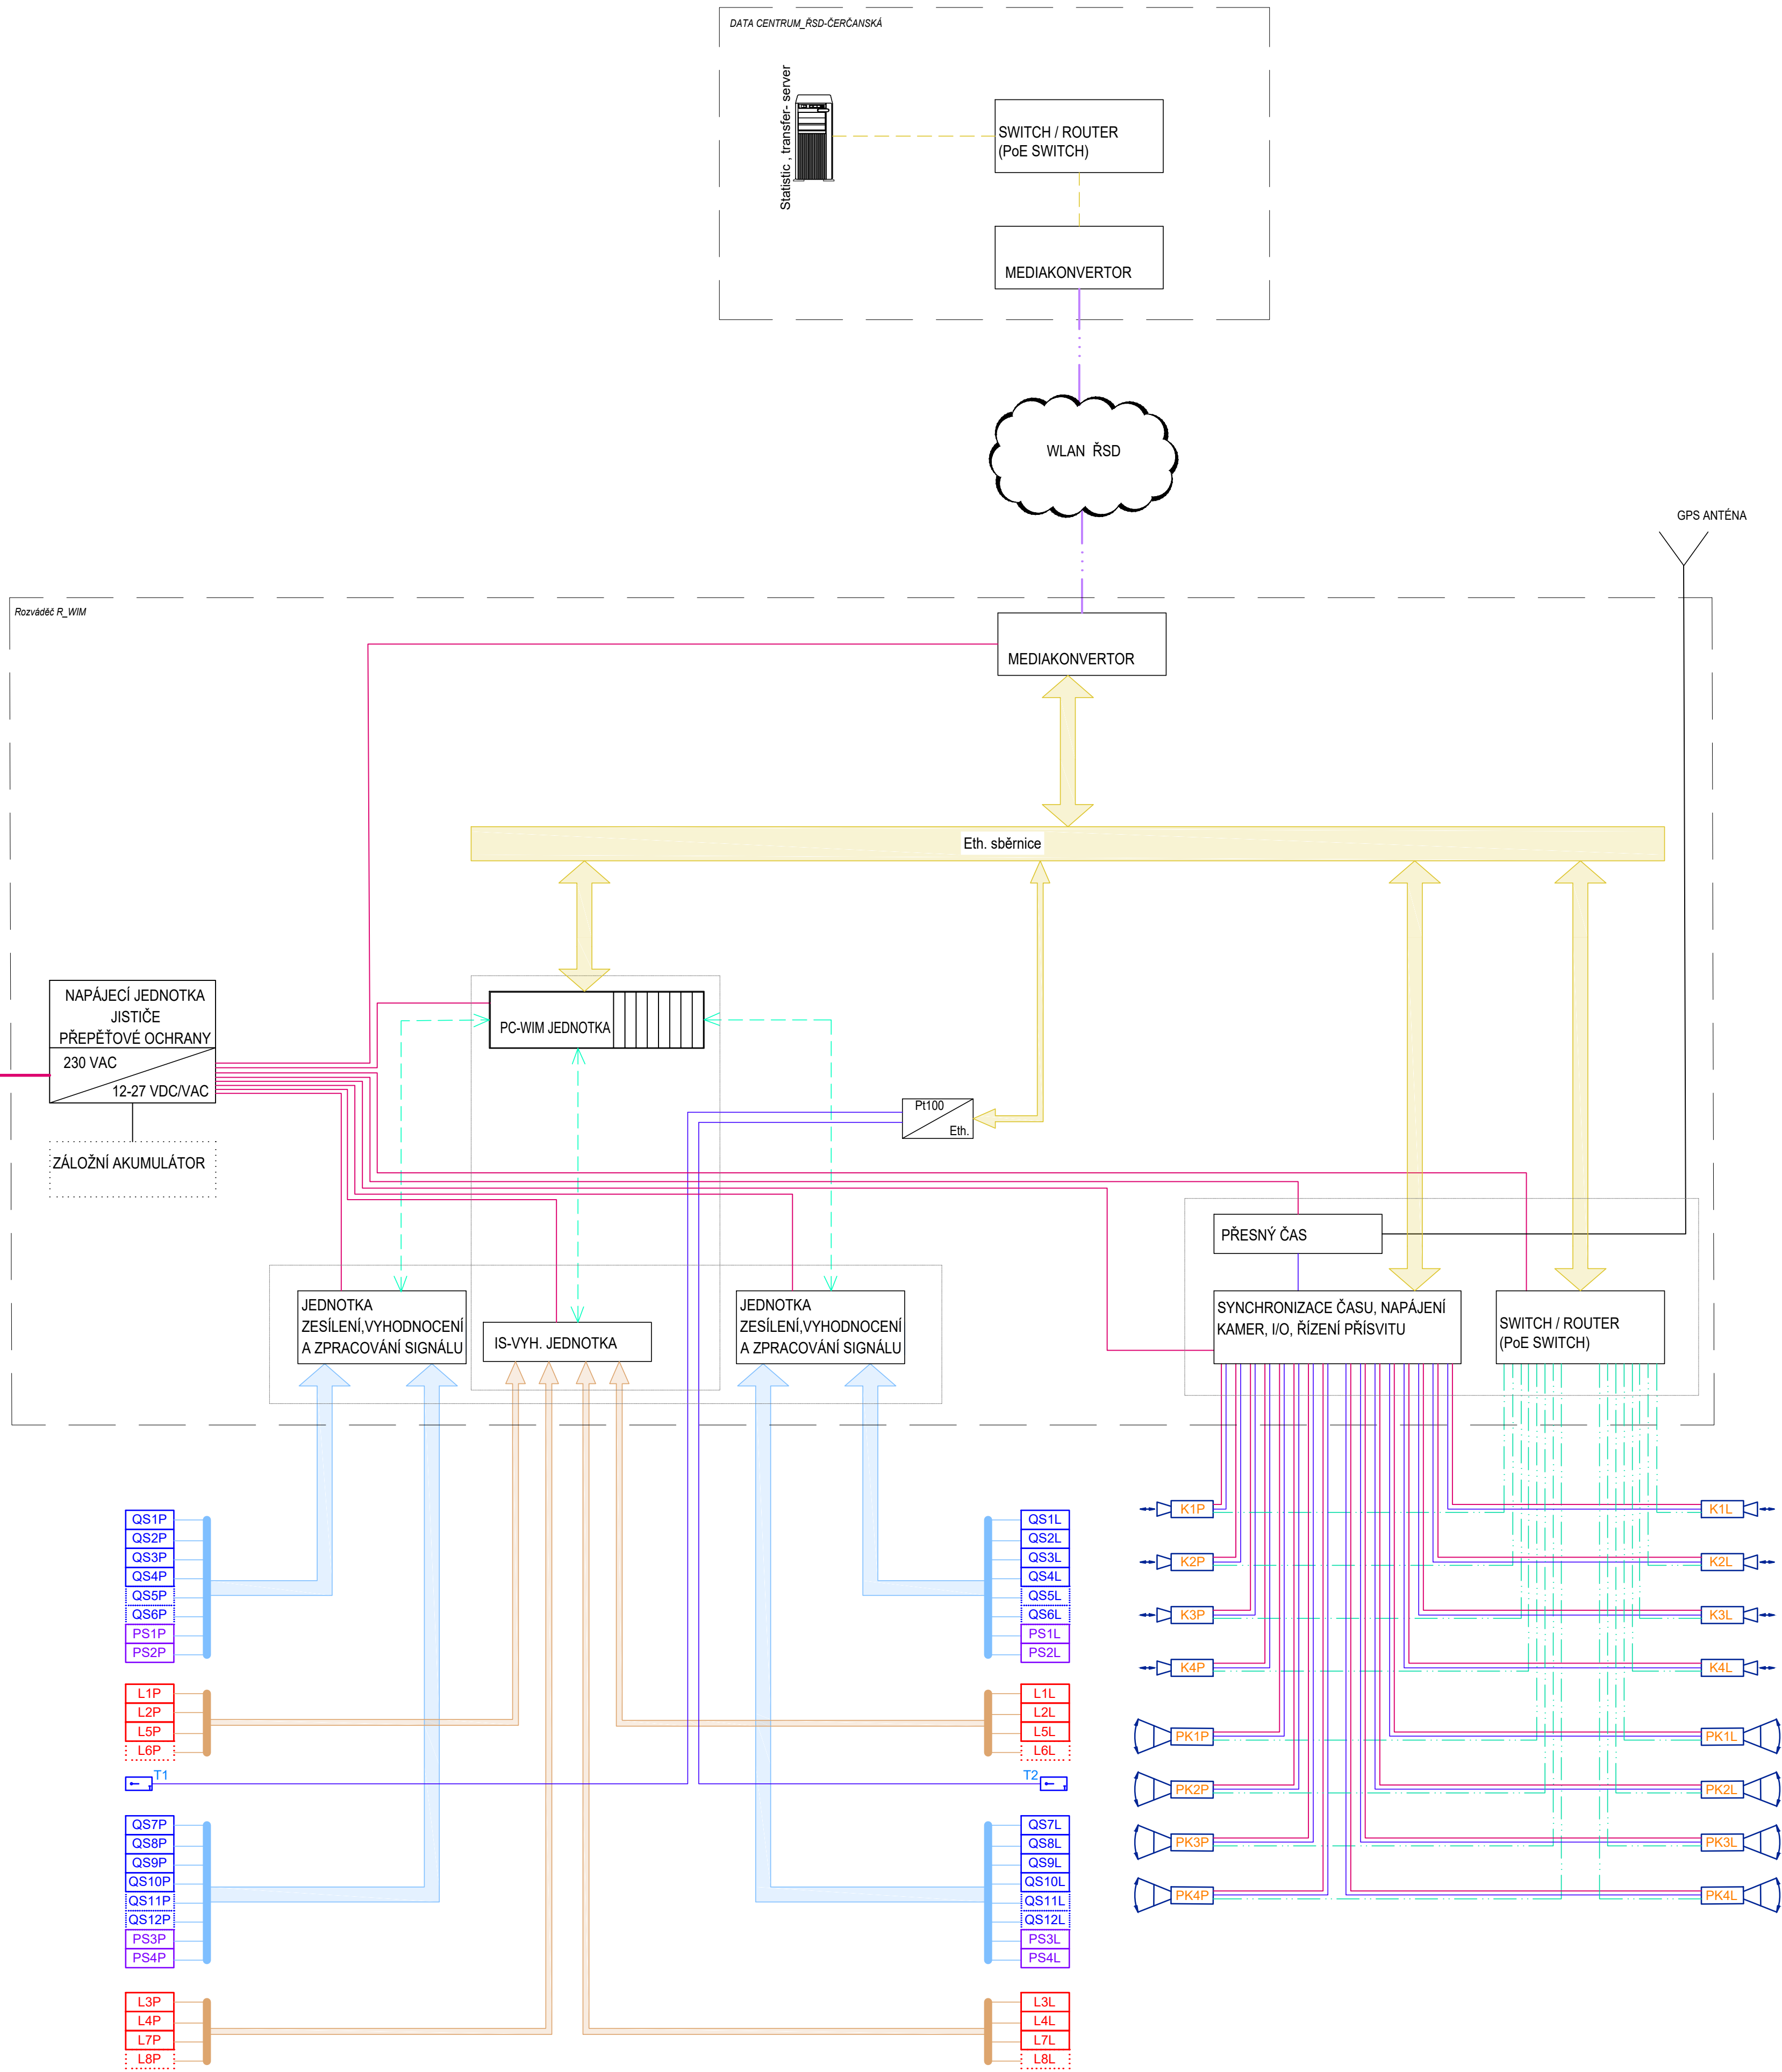 DATA CENTRUM_ŘSD-ČERČANSKÁ
Statistic , transfer- server
SWITCH / ROUTER
(PoE SWITCH)
MEDIAKONVERTOR
WLAN ŘSD
GPS ANTÉNA
Rozváděč R_WIM
MEDIAKONVERTOR
Eth. sběrnice
NAPÁJECÍ JEDNOTKA
JISTIČE
PŘEPĚŤOVÉ OCHRANY
230 VAC
12-27 VDC/VAC
ZÁLOŽNÍ AKUMULÁTOR
PC-WIM JEDNOTKA
Pt100
Eth.
PŘESNÝ ČAS
JEDNOTKA
ZESÍLENÍ,VYHODNOCENÍ
A ZPRACOVÁNÍ SIGNÁLU
IS-VYH. JEDNOTKA
JEDNOTKA
ZESÍLENÍ,VYHODNOCENÍ
A ZPRACOVÁNÍ SIGNÁLU
SYNCHRONIZACE ČASU, NAPÁJENÍ
KAMER, I/O, ŘÍZENÍ PŘÍSVITU
SWITCH / ROUTER
(PoE SWITCH)
QS1P
QS2P
QS3P
QS4P
QS5P
QS6P
PS1P
PS2P
L1P
L2P
L5P
L6P
T1
QS7P
QS8P
QS9P
QS10P
QS11P
QS12P
PS3P
PS4P
L3P
L4P
L7P
L8P
QS1L
QS2L
QS3L
QS4L
QS5L
QS6L
PS1L
PS2L
L1L
L2L
L5L
L6L
T2
QS7L
QS8L
QS9L
QS10L
QS11L
QS12L
PS3L
PS4L
L3L
L4L
L7L
L8L
K1P
K2P
K3P
K4P
PK1P
PK2P
PK3P
PK4P
K1L
K2L
K3L
K4L
PK1L
PK2L
PK3L
PK4L